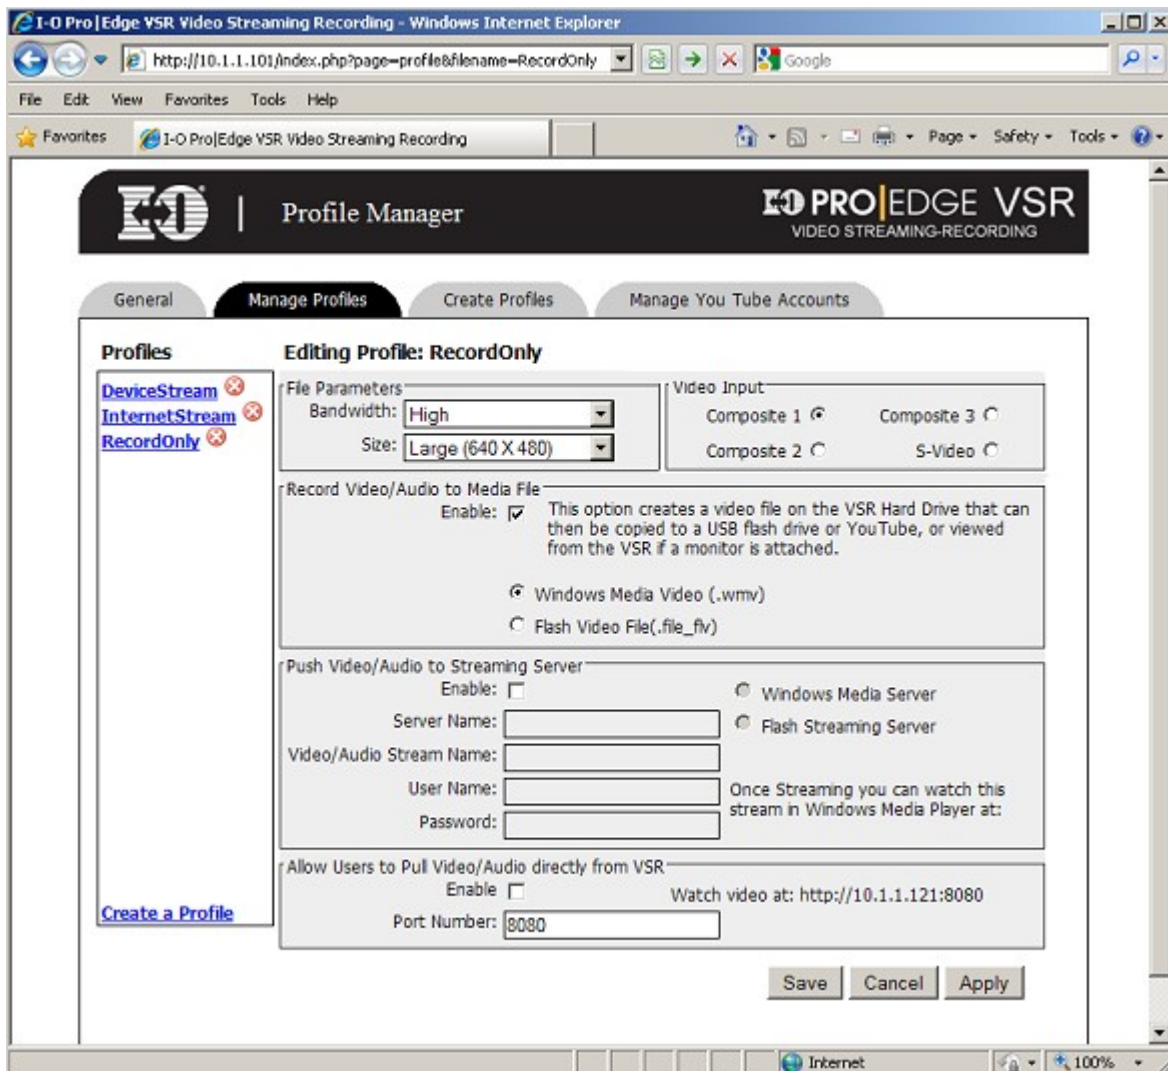 I-O Pro|Edge VSR Video Streaming Recording - Windows Internet Explorer
http://10.1.1.101/index.php?page=profile&filename=RecordOnly
Google
File Edit View Favorites Tools Help
Favorites
I-O Pro|Edge VSR Video Streaming Recording
Page Safety Tools
I-O | Profile Manager
I-O PRO|EDGE VSR
VIDEO STREAMING-RECORDING
General
Manage Profiles
Create Profiles
Manage You Tube Accounts
Profiles
DeviceStream
InternetStream
RecordOnly
Create a Profile
Editing Profile: RecordOnly
File Parameters
Bandwidth: High
Size: Large (640 X 480)
Video Input
Composite 1 Composite 3
Composite 2 S-Video
Record Video/Audio to Media File
Enable:
This option creates a video file on the VSR Hard Drive that can
then be copied to a USB flash drive or YouTube, or viewed
from the VSR if a monitor is attached.
Windows Media Video (.wmv)
Flash Video File(.file_flv)
Push Video/Audio to Streaming Server
Enable:
Windows Media Server
Server Name:
Flash Streaming Server
Video/Audio Stream Name:
User Name:
Password:
Once Streaming you can watch this
stream in Windows Media Player at:
Allow Users to Pull Video/Audio directly from VSR
Enable
Watch video at: http://10.1.1.121:8080
Port Number: 8080
Save Cancel Apply
Internet
100%